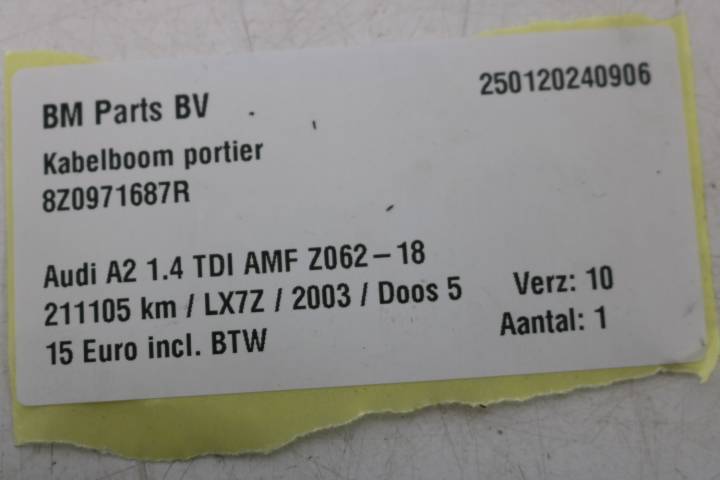 BM Parts BV
250120240906
Kabelboom portier
8Z0971687R
Audi A2 1.4 TDI AMF Z062-18
211105 km / LX7Z / 2003 / Doos 5
Verz: 10
15 Euro incl. BTW
Aantal: 1